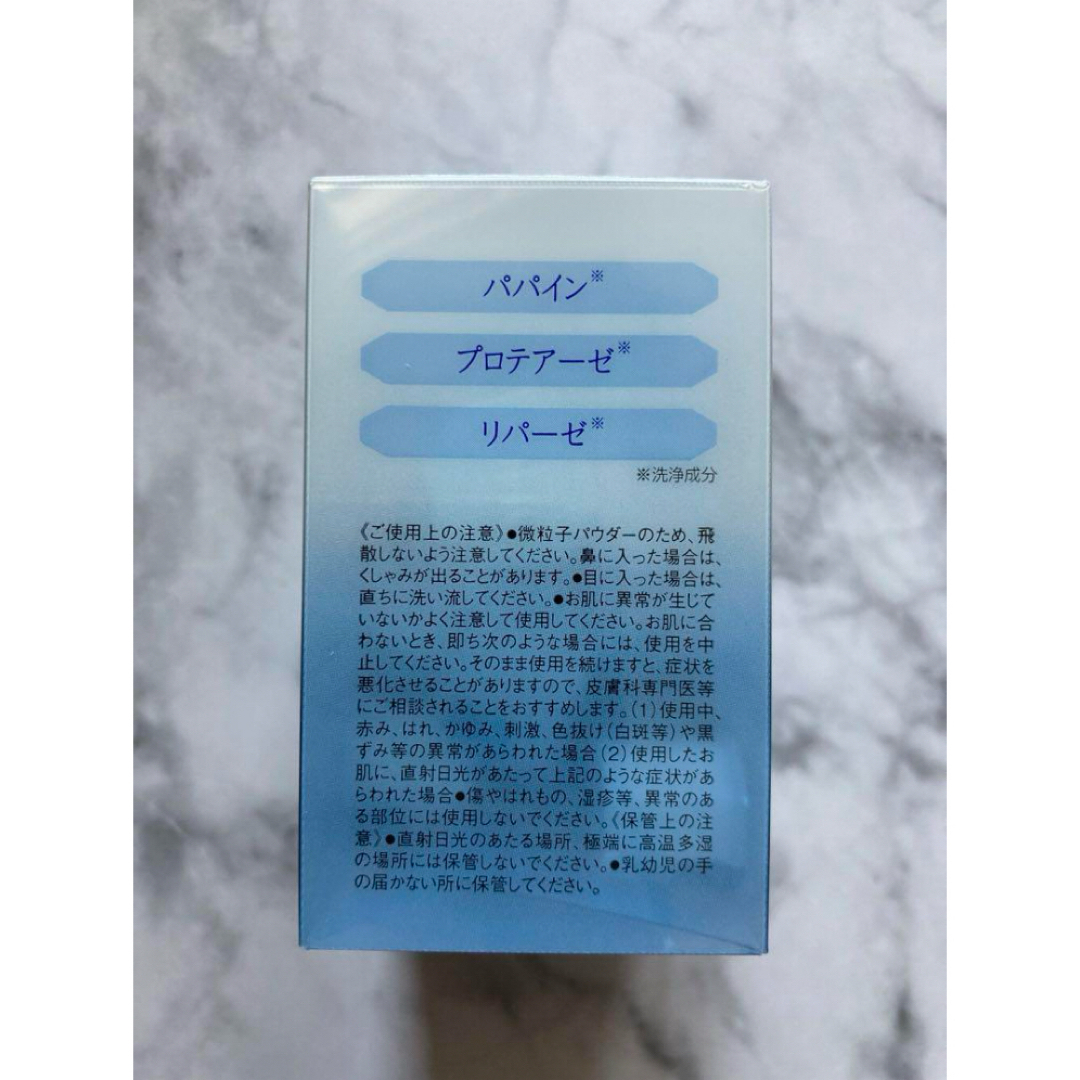 パパイン※
プロテアーゼ※
リパーゼ※
※洗浄成分
《ご使用上の注意》●微粒子パウダーのため、飛
散しないよう注意してください。鼻に入った場合は、
くしゃみが出ることがあります。●目に入った場合は、
直ちに洗い流してください。●お肌に異常が生じて
いないかよく注意して使用してください。お肌に合
わないとき、即ち次のような場合には、使用を中
止してください。そのまま使用を続けますと、症状を
悪化させることがありますので、皮膚科専門医等
にご相談されることをおすすめします。(1)使用中、
赤み、はれ、かゆみ、刺激、色抜け(白斑等)や黒
ずみ等の異常があらわれた場合(2)使用したお
肌に、直射日光があたって上記のような症状があ
らわれた場合●傷やはれもの、湿疹等、異常のあ
る部位には使用しないでください。《保管上の注
意》●直射日光のあたる場所、極端に高温多湿
の場所には保管しないでください。●乳幼児の手
の届かない所に保管してください。